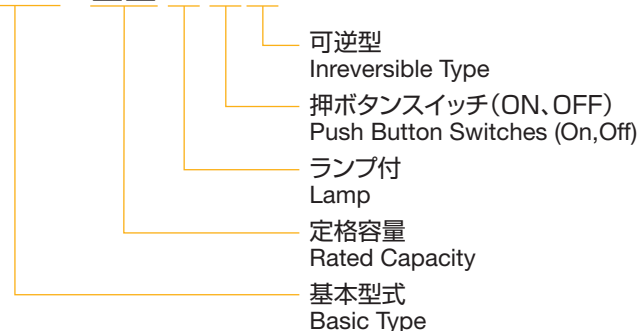 可逆型
Inreversible Type
押ボタンスイッチ(ON、OFF)
Push Button Switches (On,Off)
ランプ付
Lamp
定格容量
Rated Capacity
基本型式
Basic Type